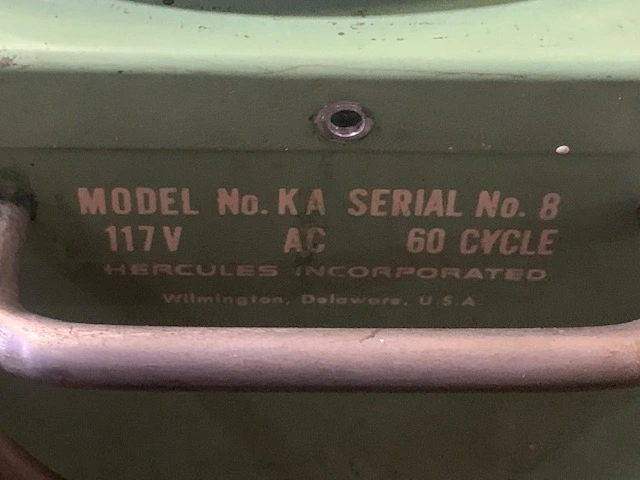 MODEL No. KA SERIAL No. 8
117V AC 60 CYCLE
HERCULES INCORPORATED
Wilmington, Delaware, U.S.A